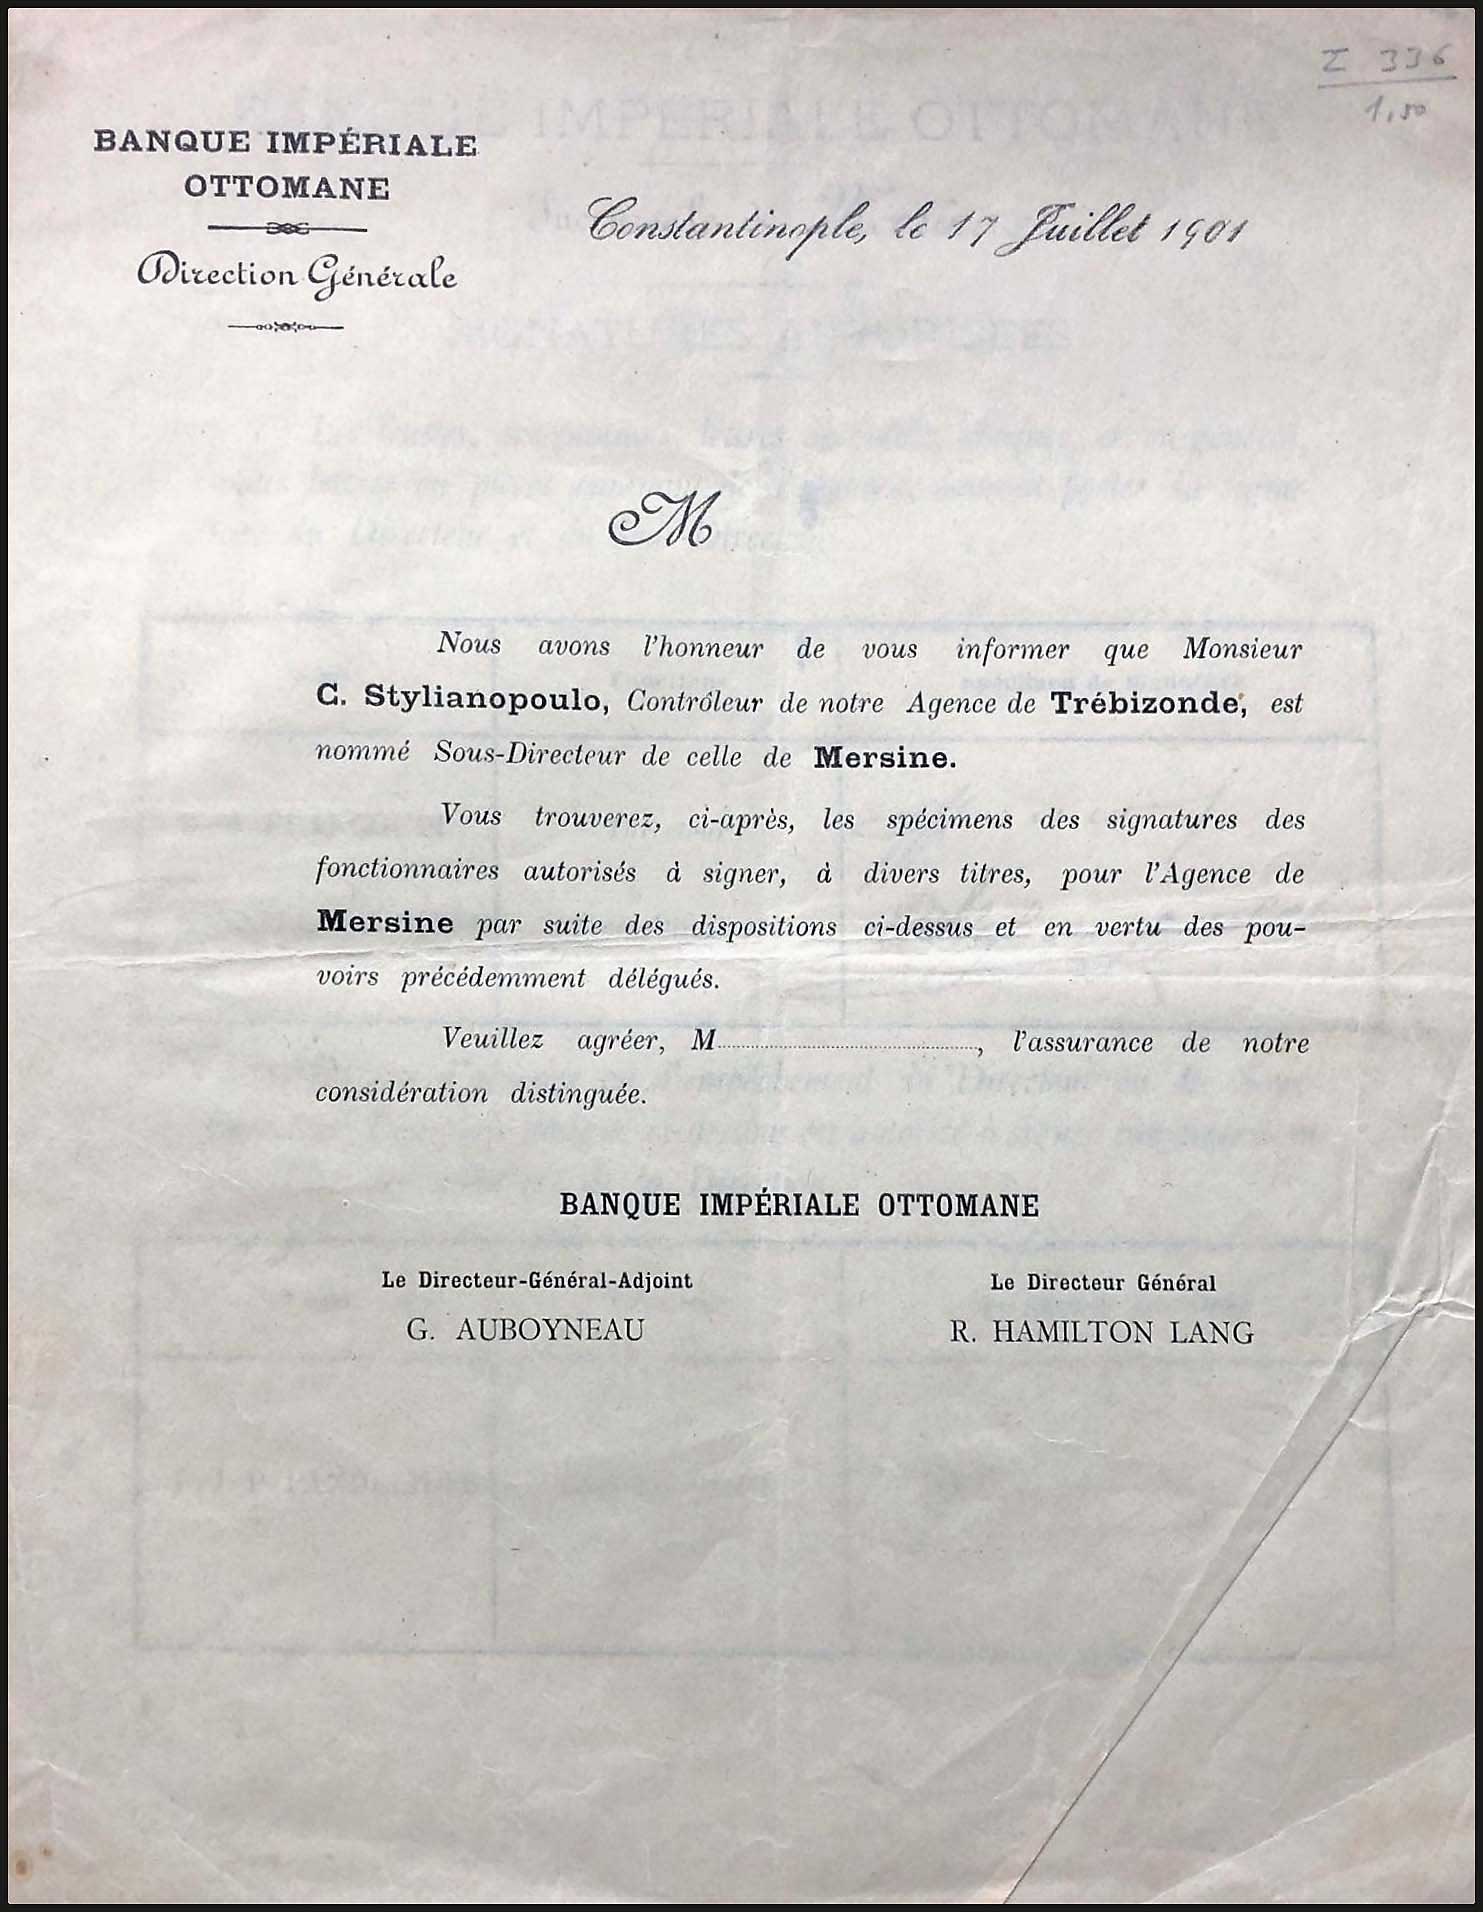 I 336
1,50
BANQUE IMPÉRIALE
OTTOMANE
Direction Générale
Constantinople, le 17 Juillet 1901
M
Nous avons l'honneur de vous informer que Monsieur
C. Stylianopoulo, Contrôleur de notre Agence de Trébizonde, est
nommé Sous-Directeur de celle de Mersine.
Vous trouverez, ci-après, les spécimens des signatures des
fonctionnaires autorisés à signer, à divers titres, pour l'Agence de
Mersine par suite des dispositions ci-dessus et en vertu des pou-
voirs précédemment délégués.
Veuillez agréer, M................................, l'assurance de notre
considération distinguée.
BANQUE IMPÉRIALE OTTOMANE
Le Directeur-Général-Adjoint
G. AUBOYNEAU
Le Directeur Général
R. HAMILTON LANG